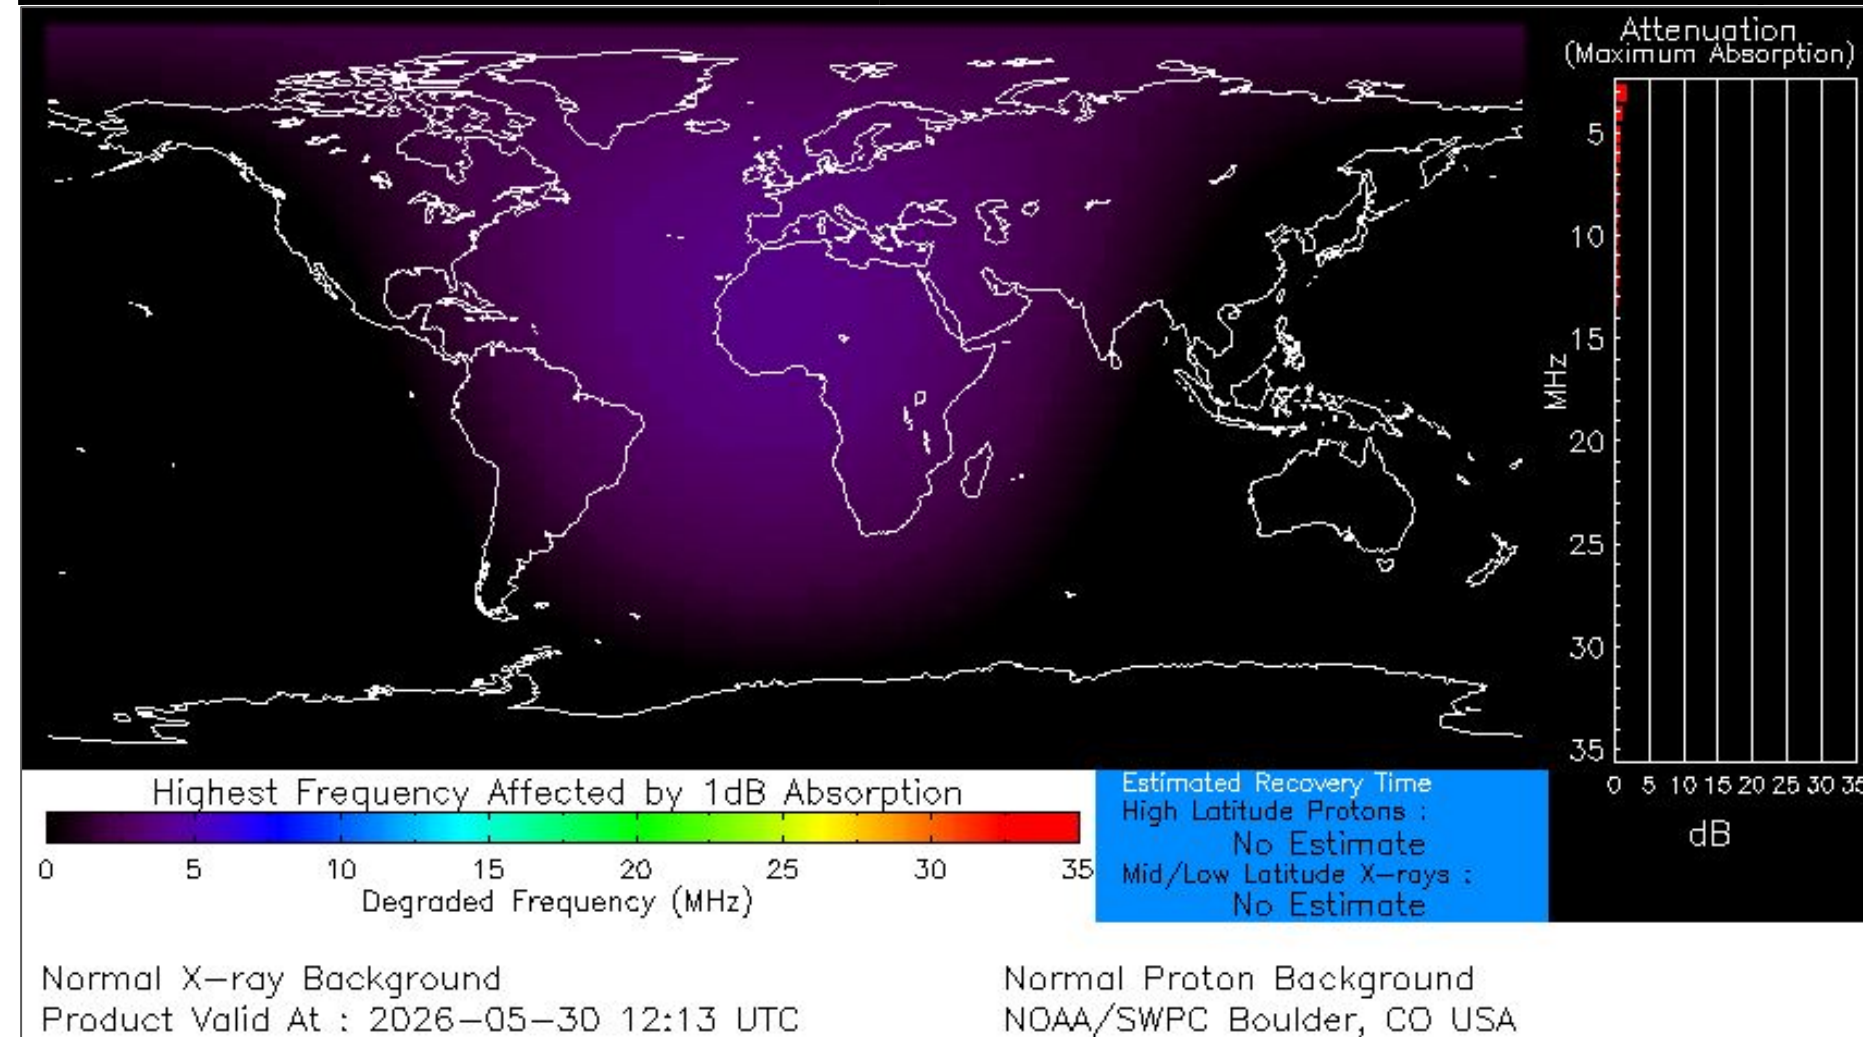 Attenuation
(Maximum Absorption)
5
10
15
20
25
30
35
MHz
0 5 10 15 20 25 30 35
dB
Highest Frequency Affected by 1dB Absorption
0 5 10 15 20 25 30 35
Degraded Frequency (MHz)
Estimated Recovery Time
High Latitude Protons :
No Estimate
Mid/Low Latitude X-rays :
No Estimate
Normal X-ray Background
Normal Proton Background
Product Valid At : 2026-05-30 12:13 UTC
NOAA/SWPC Boulder, CO USA